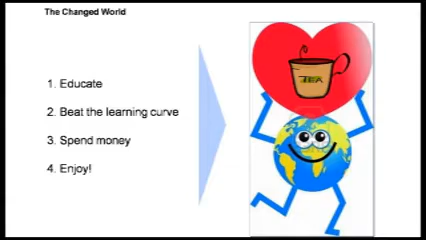 The Changed World
1. Educate
2. Beat the learning curve
3. Spend money
4. Enjoy!
TEA